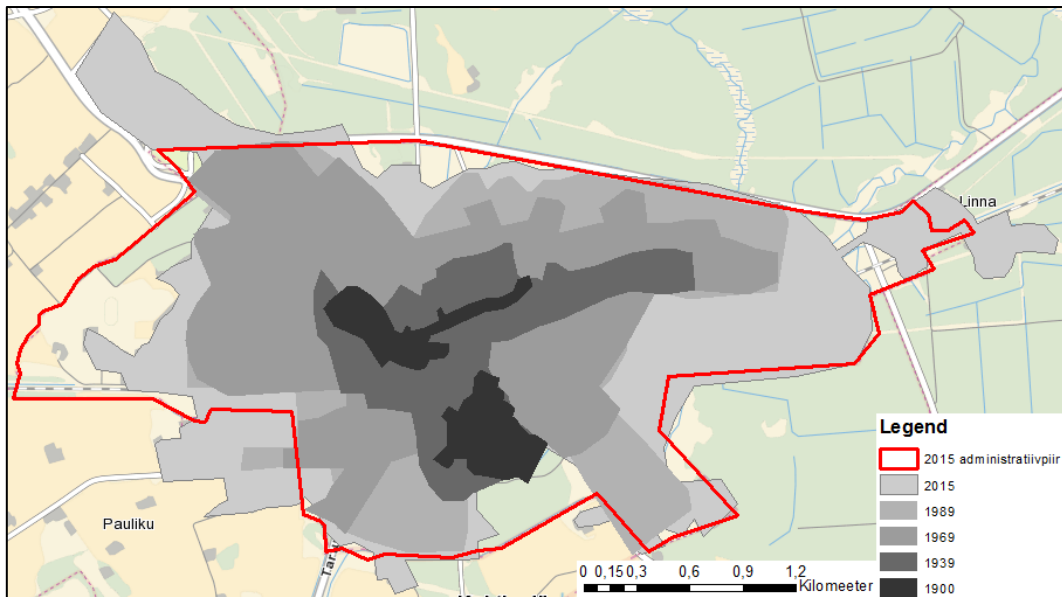 Linna
Legend
2015 administratiivpiir
2015
1989
1969
1939
1900
Pauliku
0 0,15 0,3 0,6 0,9 1,2
Kilomeeter